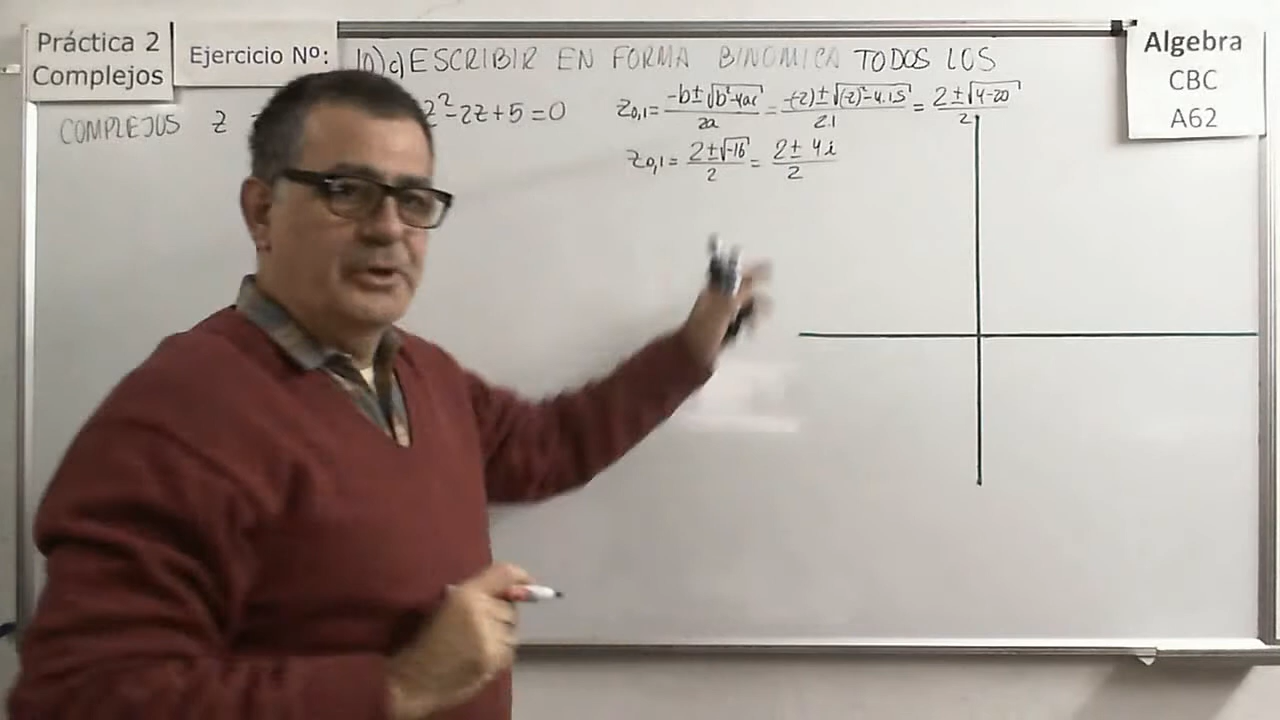 Práctica 2
Complejos
Ejercicio Nº:
10)c) ESCRIBIR EN FORMA BINOMICA TODOS LOS
COMPLEJOS z
z²-2z+5=0
z₀,₁ = -b±√b²-4ac / 2a = -(-2)±√(-2)²-4.1.5 / 2.1 = 2±√4-20 / 2
z₀,₁ = 2±√-16 / 2 = 2±4i / 2
Algebra
CBC
A62